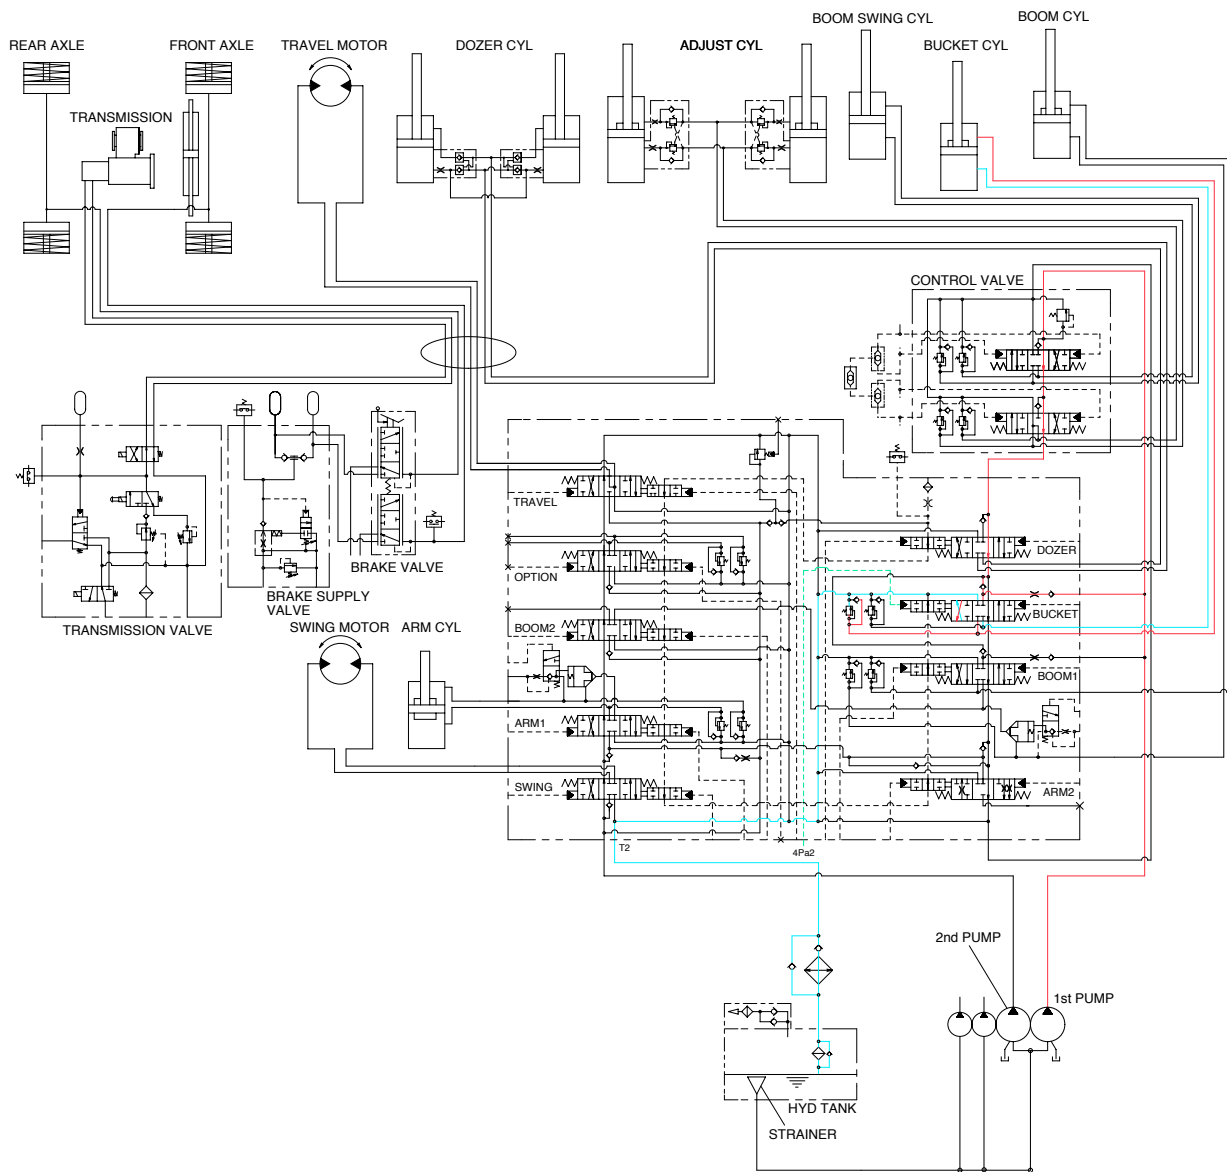 BOOM SWING CYL
BOOM CYL
REAR AXLE
FRONT AXLE
TRAVEL MOTOR
DOZER CYL
ADJUST CYL
BUCKET CYL
TRANSMISSION
CONTROL VALVE
TRAVEL
DOZER
BRAKE VALVE
OPTION
BRAKE SUPPLY
VALVE
BUCKET
TRANSMISSION VALVE
SWING MOTOR
ARM CYL
BOOM2
BOOM1
ARM1
SWING
ARM2
T2
4Pa2
2nd PUMP
1st PUMP
HYD TANK
STRAINER